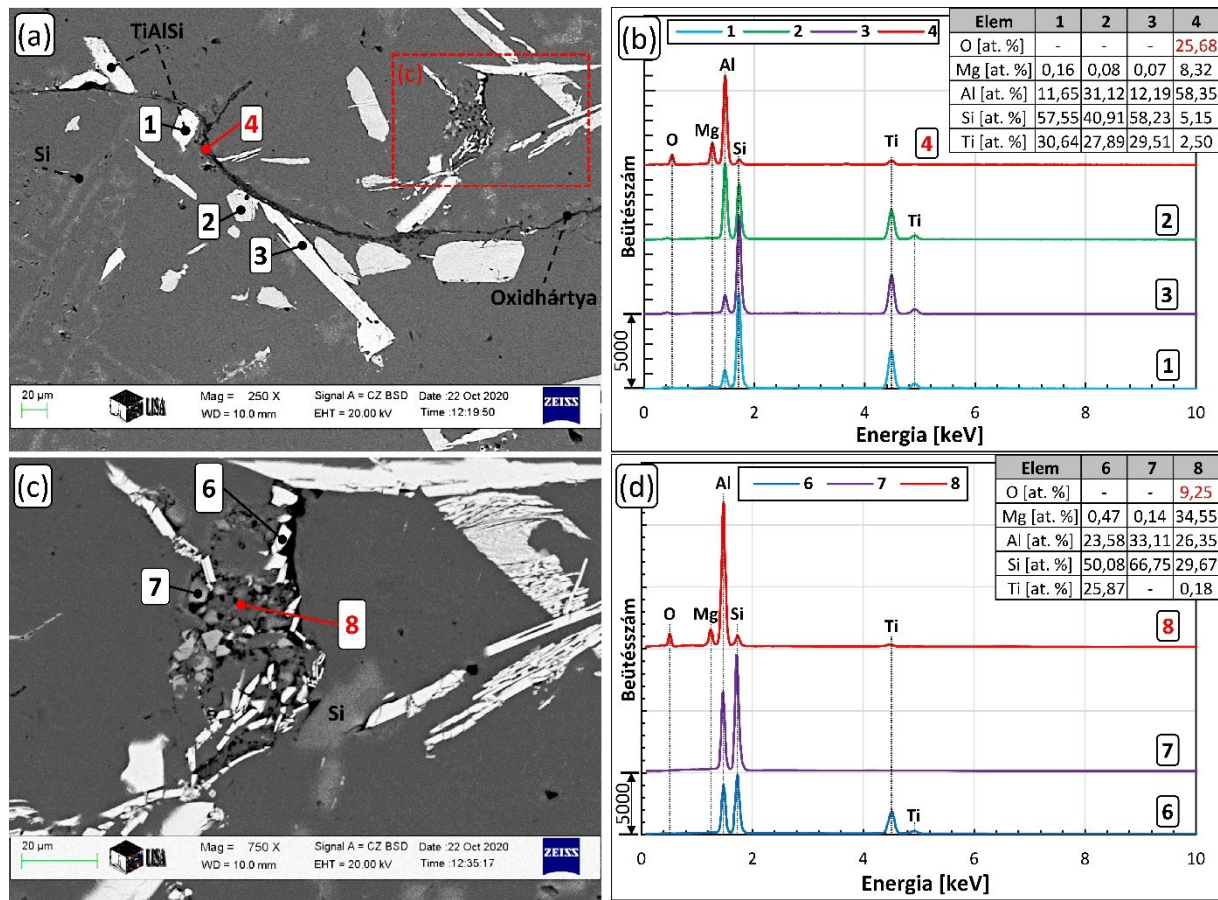 (a)
TiAlSi
(c)
1
4
Si
2
3
Oxidhártya
20 µm
LISA
Mag = 250 X
WD = 10.0 mm
Signal A = CZ BSD
EHT = 20.00 kV
Date :22 Oct 2020
Time :12:19:50
ZEISS
(b)
1 2 3 4
Elem 1 2 3 4
O [at. %] - - - 25,68
Mg [at. %] 0,16 0,08 0,07 8,32
Al [at. %] 11,65 31,12 12,19 58,35
Si [at. %] 57,55 40,91 58,23 5,15
Ti [at. %] 30,64 27,89 29,51 2,50
Al
O Mg Si Ti
4
Ti
2
3
1
5000
Beütésszám
0 2 4 6 8 10
Energia [keV]
(c)
6
7
8
Si
20 µm
LISA
Mag = 750 X
WD = 10.0 mm
Signal A = CZ BSD
EHT = 20.00 kV
Date :22 Oct 2020
Time :12:35:17
ZEISS
(d)
6 7 8
Elem 6 7 8
O [at. %] - - 9,25
Mg [at. %] 0,47 0,14 34,55
Al [at. %] 23,58 33,11 26,35
Si [at. %] 50,08 66,75 29,67
Ti [at. %] 25,87 - 0,18
Al
O Mg Si Ti
8
7
Ti
6
5000
Beütésszám
0 2 4 6 8 10
Energia [keV]